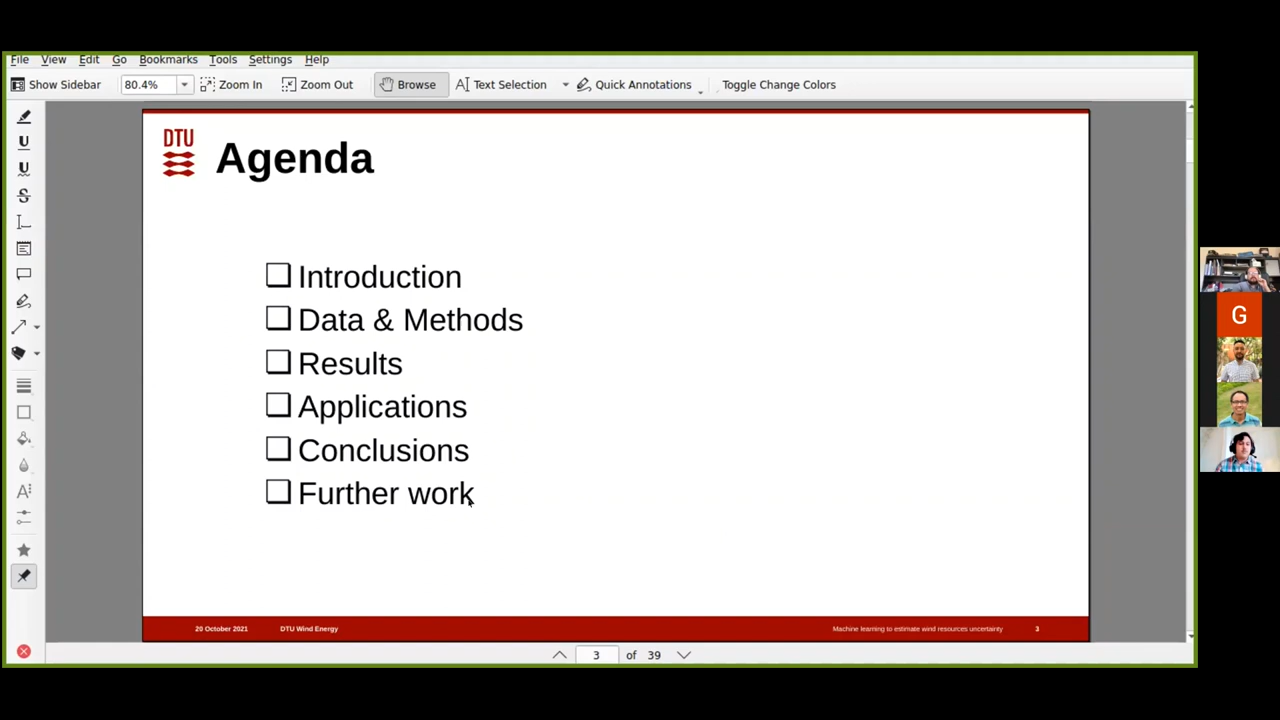 File View Edit Go Bookmarks Tools Settings Help
Show Sidebar 80.4% Zoom In Zoom Out Browse Text Selection Quick Annotations Toggle Change Colors
DTU
Agenda
Introduction
Data & Methods
Results
Applications
Conclusions
Further work
20 October 2021 DTU Wind Energy Machine learning to estimate wind resources uncertainty 3
3 of 39
G